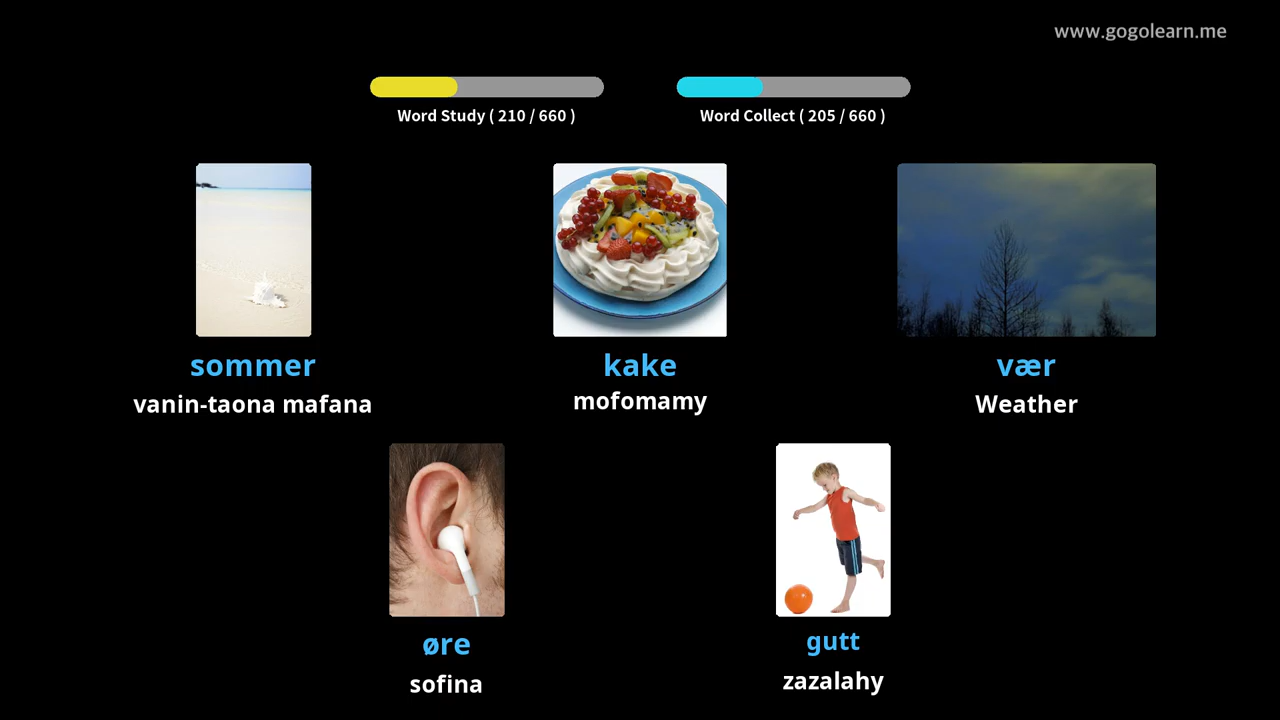 www.gogolearn.me
Word Study ( 210 / 660 )
Word Collect ( 205 / 660 )
sommer
kake
vær
vanin-taona mafana
mofomamy
Weather
øre
gutt
sofina
zazalahy